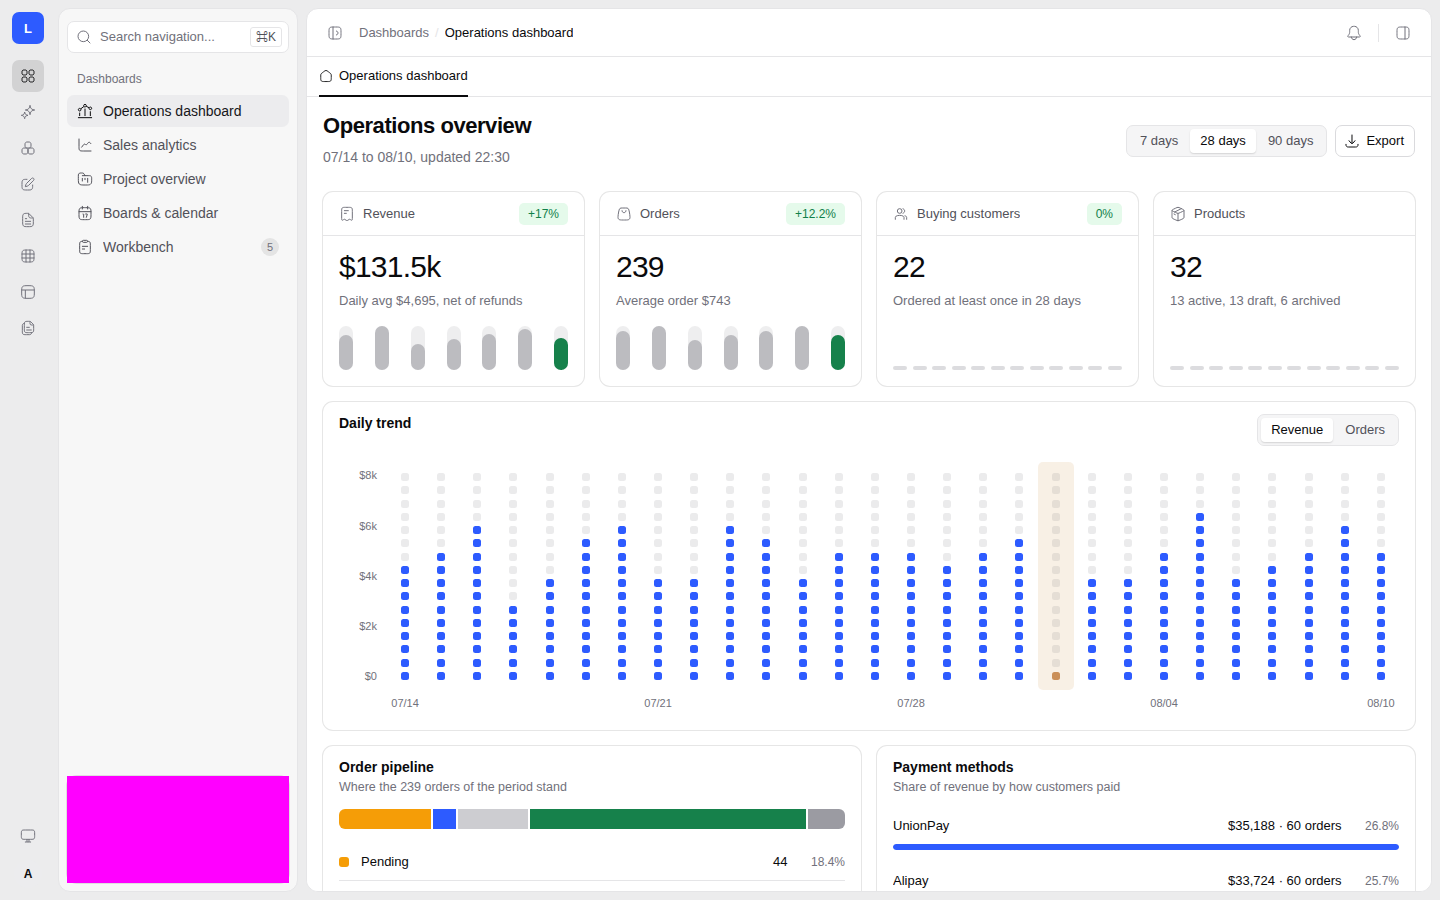 L
Search navigation...
⌘K
Dashboards
Operations dashboard
Sales analytics
Project overview
Boards & calendar
Workbench
5
A
Dashboards / Operations dashboard
Operations dashboard
Operations overview
07/14 to 08/10, updated 22:30
7 days
28 days
90 days
Export
Revenue
+17%
$131.5k
Daily avg $4,695, net of refunds
Orders
+12.2%
239
Average order $743
Buying customers
0%
22
Ordered at least once in 28 days
Products
32
13 active, 13 draft, 6 archived
Daily trend
Revenue
Orders
$8k
$6k
$4k
$2k
$0
07/14
07/21
07/28
08/04
08/10
Order pipeline
Where the 239 orders of the period stand
Pending
44
18.4%
Payment methods
Share of revenue by how customers paid
UnionPay
$35,188 · 60 orders
26.8%
Alipay
$33,724 · 60 orders
25.7%